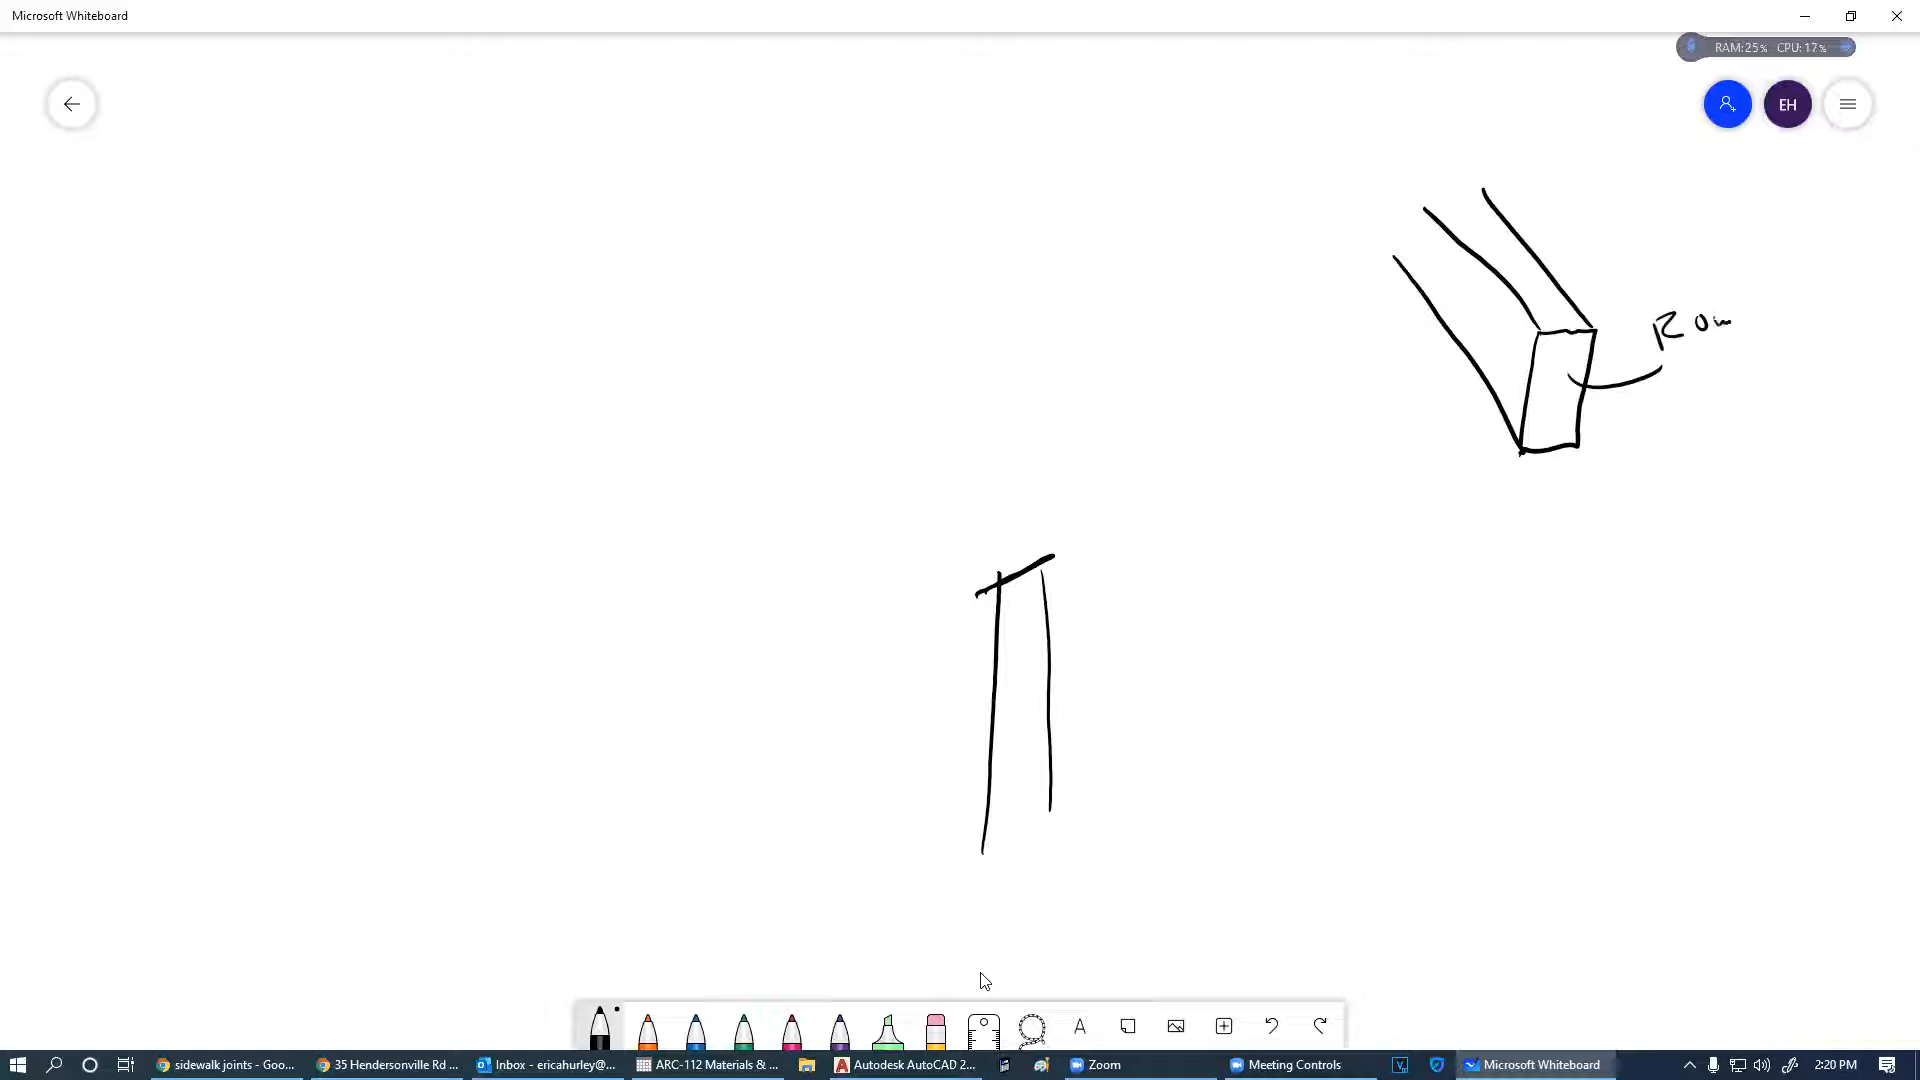 Microsoft Whiteboard
RAM:25% CPU:17%
EH
A
sidewalk joints - Goo...
35 Hendersonville Rd ...
Inbox - ericahurley@...
ARC-112 Materials & ...
Autodesk AutoCAD 2...
Zoom
Meeting Controls
Microsoft Whiteboard
2:20 PM